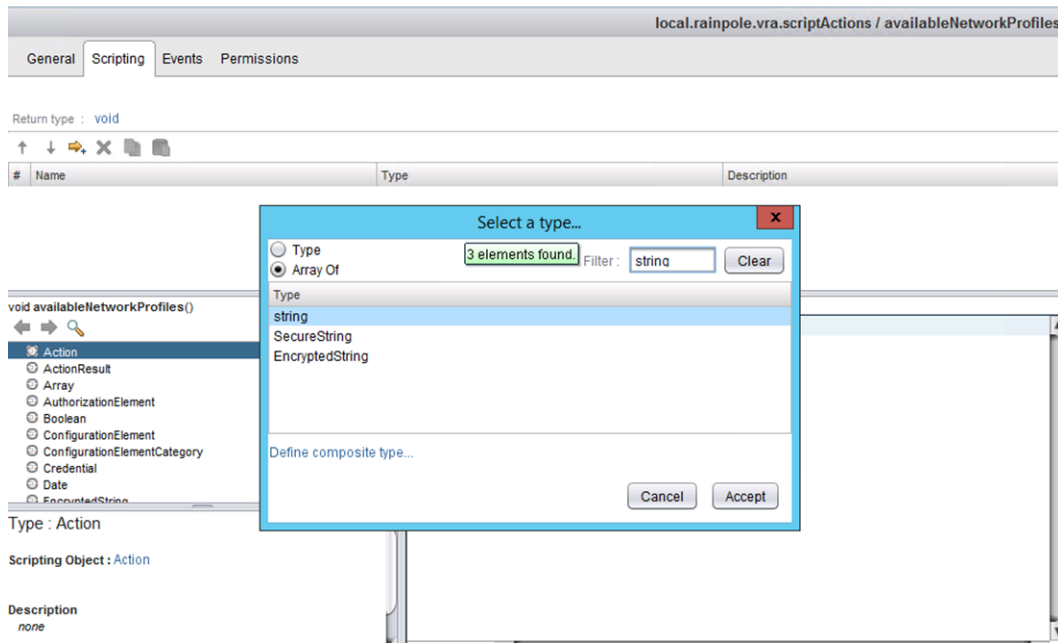 local.rainpole.vra.scriptActions / availableNetworkProfiles
General Scripting Events Permissions
Return type : void
# Name Type Description
Select a type...
Type
Array Of
3 elements found. Filter : string Clear
Type
string
SecureString
EncryptedString
Define composite type...
Cancel Accept
void availableNetworkProfiles()
Action
ActionResult
Array
AuthorizationElement
Boolean
ConfigurationElement
ConfigurationElementCategory
Credential
Date
EncryptedString
Type : Action
Scripting Object : Action
Description
none